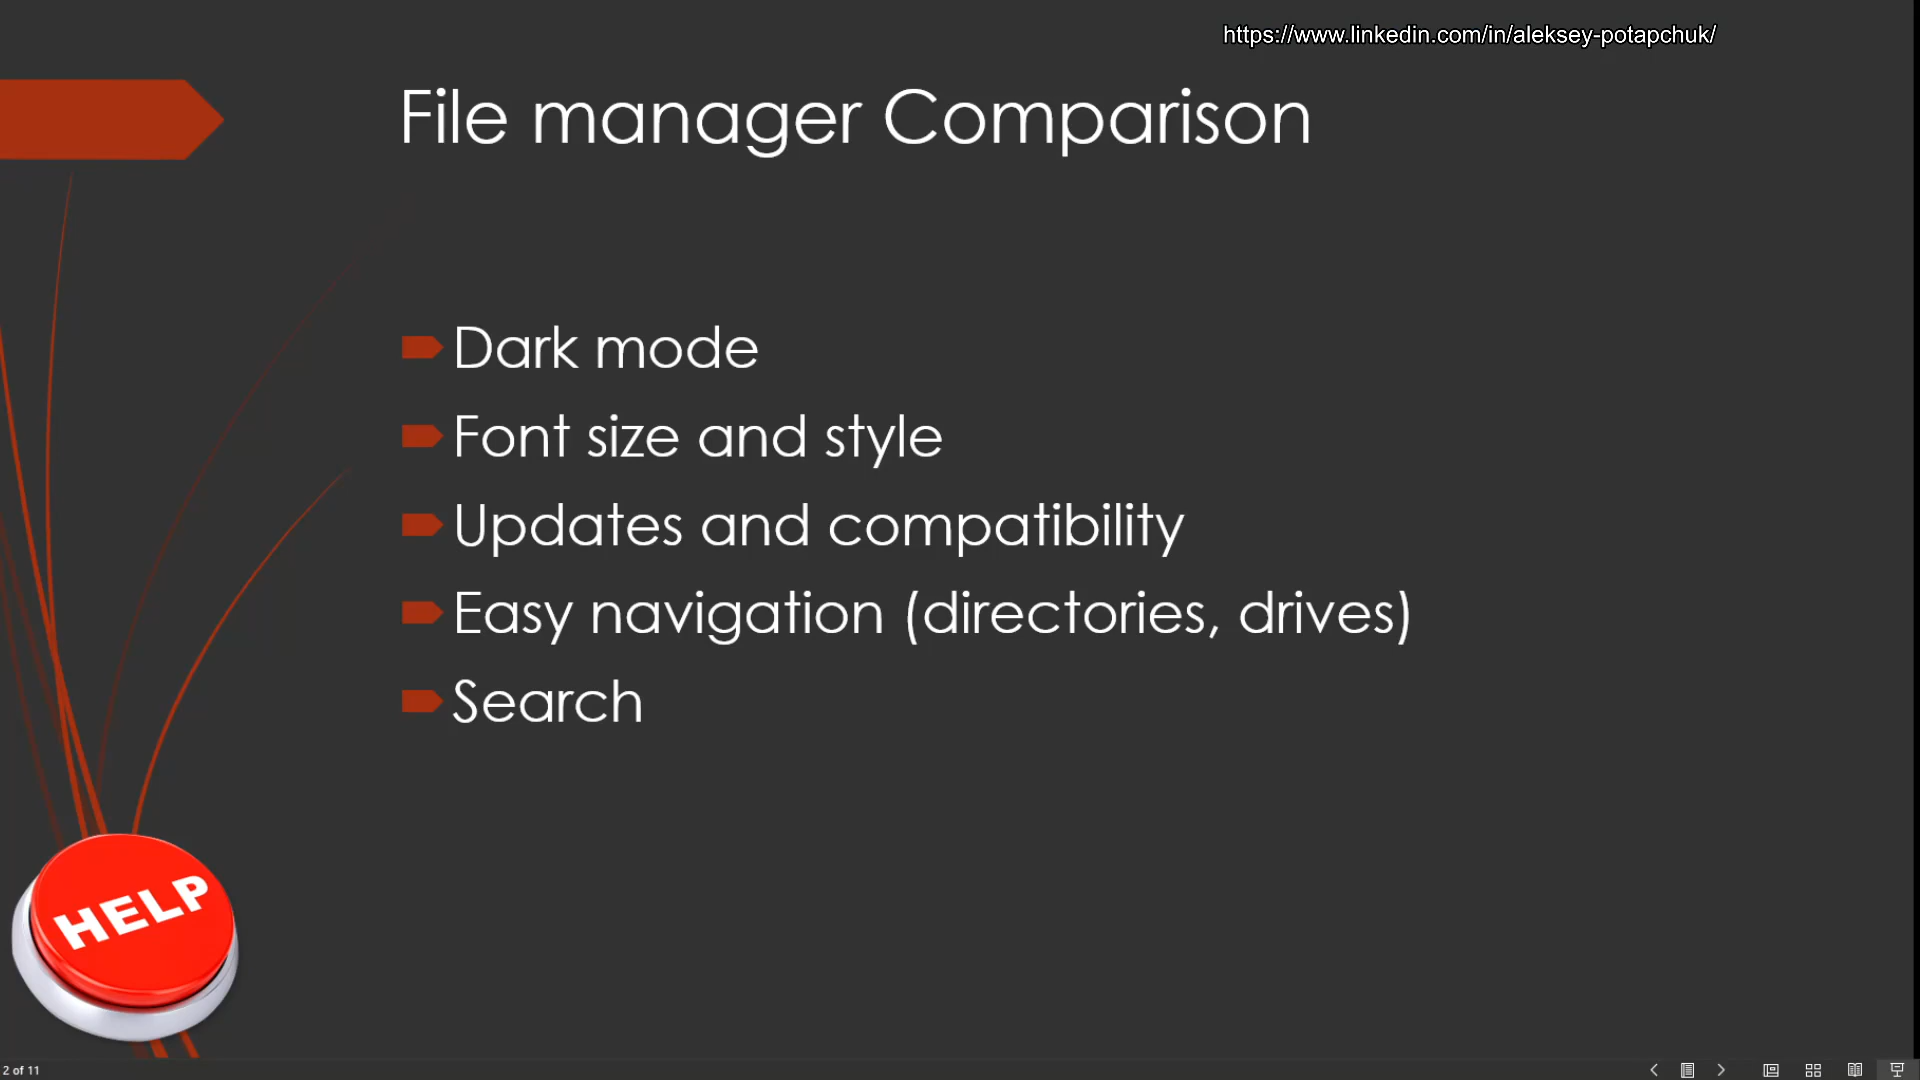 https://www.linkedin.com/in/aleksey-potapchuk/
File manager Comparison
Dark mode
Font size and style
Updates and compatibility
Easy navigation (directories, drives)
Search
HELP
2 of 11